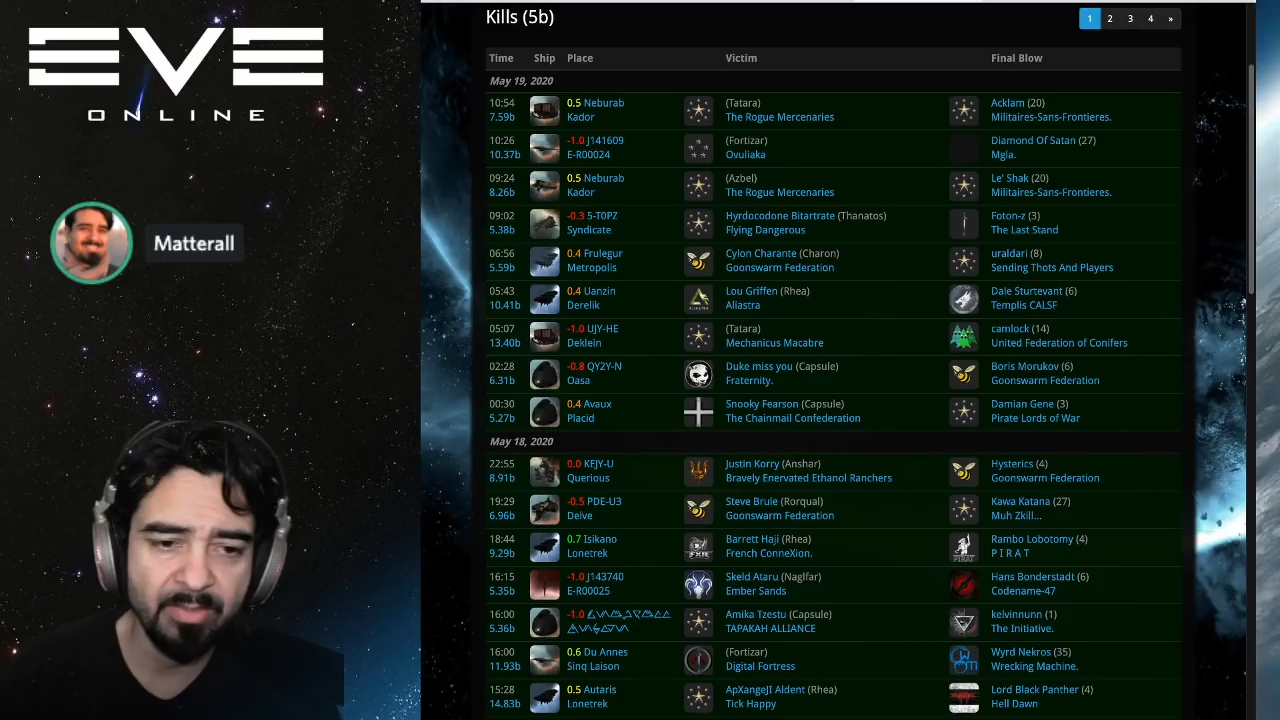 EVE
ONLINE
Matterall
Kills (5b)
1 2 3 4 »
Time Ship Place Victim Final Blow
May 19, 2020
10:54 0.5 Neburab (Tatara) Acklam (20)
7.59b Kador The Rogue Mercenaries Militaires-Sans-Frontieres.
10:26 -1.0 J141609 (Fortizar) Diamond Of Satan (27)
10.37b E-R00024 Ovuliaka Mgla.
09:24 0.5 Neburab (Azbel) Le' Shak (20)
8.26b Kador The Rogue Mercenaries Militaires-Sans-Frontieres.
09:02 -0.3 5-T0PZ Hyrdocodone Bitartrate (Thanatos) Foton-z (3)
5.38b Syndicate Flying Dangerous The Last Stand
06:56 0.4 Frulegur Cylon Charante (Charon) uraldari (8)
5.59b Metropolis Goonswarm Federation Sending Thots And Players
05:43 0.4 Uanzin Lou Griffen (Rhea) Dale Sturtevant (6)
10.41b Derelik Aliastra Templis CALSF
05:07 -1.0 UJY-HE (Tatara) camlock (14)
13.40b Deklein Mechanicus Macabre United Federation of Conifers
02:28 -0.8 QY2Y-N Duke miss you (Capsule) Boris Morukov (6)
6.31b Oasa Fraternity. Goonswarm Federation
00:30 0.4 Avaux Snooky Fearson (Capsule) Damian Gene (3)
5.27b Placid The Chainmail Confederation Pirate Lords of War
May 18, 2020
22:55 0.0 KEJY-U Justin Korry (Anshar) Hysterics (4)
8.91b Querious Bravely Enervated Ethanol Ranchers Goonswarm Federation
19:29 -0.5 PDE-U3 Steve Brule (Rorqual) Kawa Katana (27)
6.96b Delve Goonswarm Federation Muh Zkill...
18:44 0.7 Isikano Barrett Haji (Rhea) Rambo Lobotomy (4)
9.29b Lonetrek French ConneXion. P I R A T
16:15 -1.0 J143740 Skeld Ataru (Naglfar) Hans Bonderstadt (6)
5.35b E-R00025 Ember Sands Codename-47
16:00 -1.0 Amika Tzestu (Capsule) kelvinnunn (1)
5.36b TAPAKAH ALLIANCE The Initiative.
16:00 0.6 Du Annes (Fortizar) Wyrd Nekros (35)
11.93b Sinq Laison Digital Fortress Wrecking Machine.
15:28 0.5 Autaris ApXangeJI Aldent (Rhea) Lord Black Panther (4)
14.83b Lonetrek Tick Happy Hell Dawn